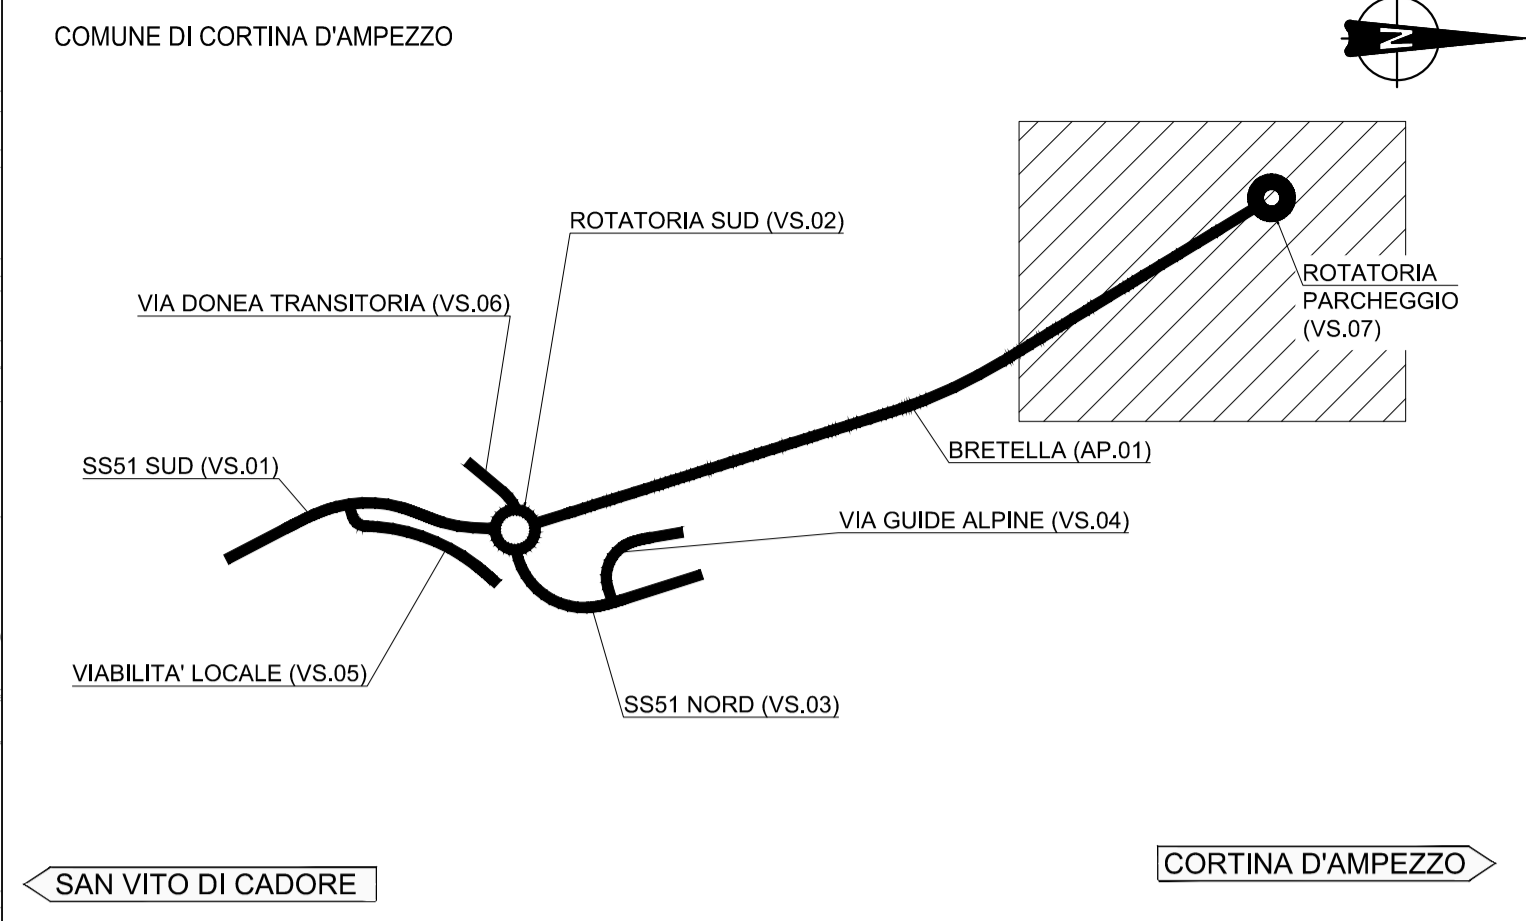 COMUNE DI CORTINA D'AMPEZZO
N
ROTATORIA SUD (VS.02)
VIA DONEA TRANSITORIA (VS.06)
ROTATORIA
PARCHEGGIO
(VS.07)
SS51 SUD (VS.01)
BRETELLA (AP.01)
VIA GUIDE ALPINE (VS.04)
VIABILITA' LOCALE (VS.05)
SS51 NORD (VS.03)
SAN VITO DI CADORE
CORTINA D'AMPEZZO